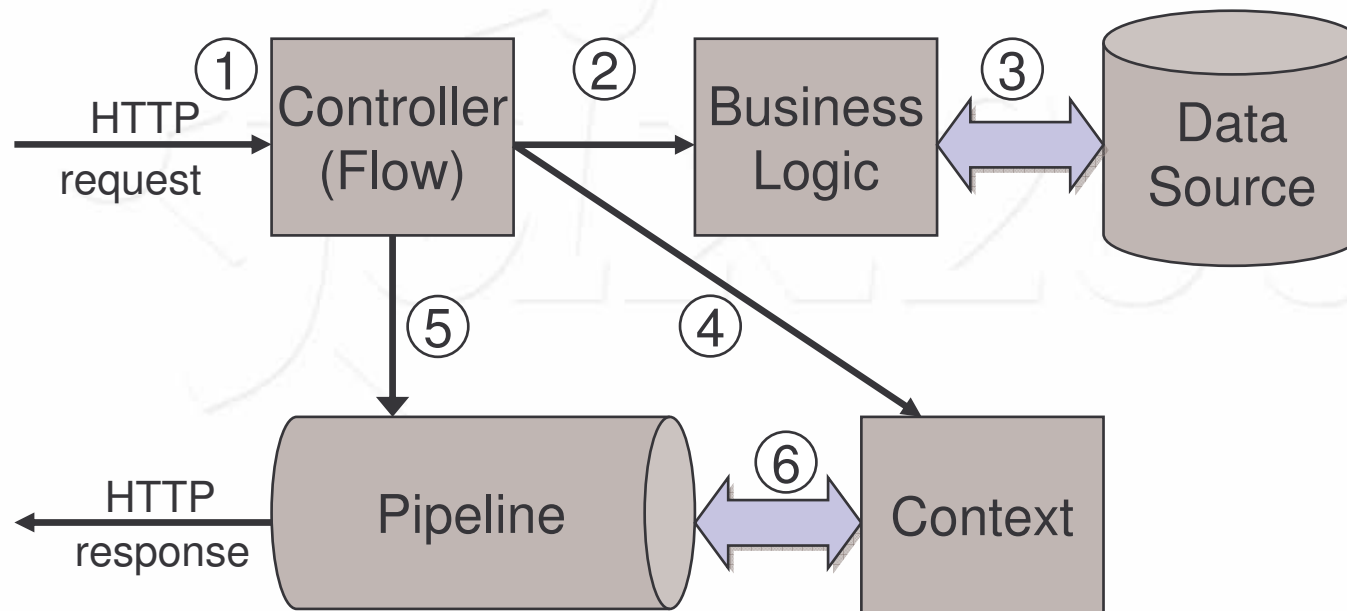 1
2
3
HTTP
request
Controller
(Flow)
Business
Logic
Data
Source
5
4
HTTP
response
Pipeline
6
Context